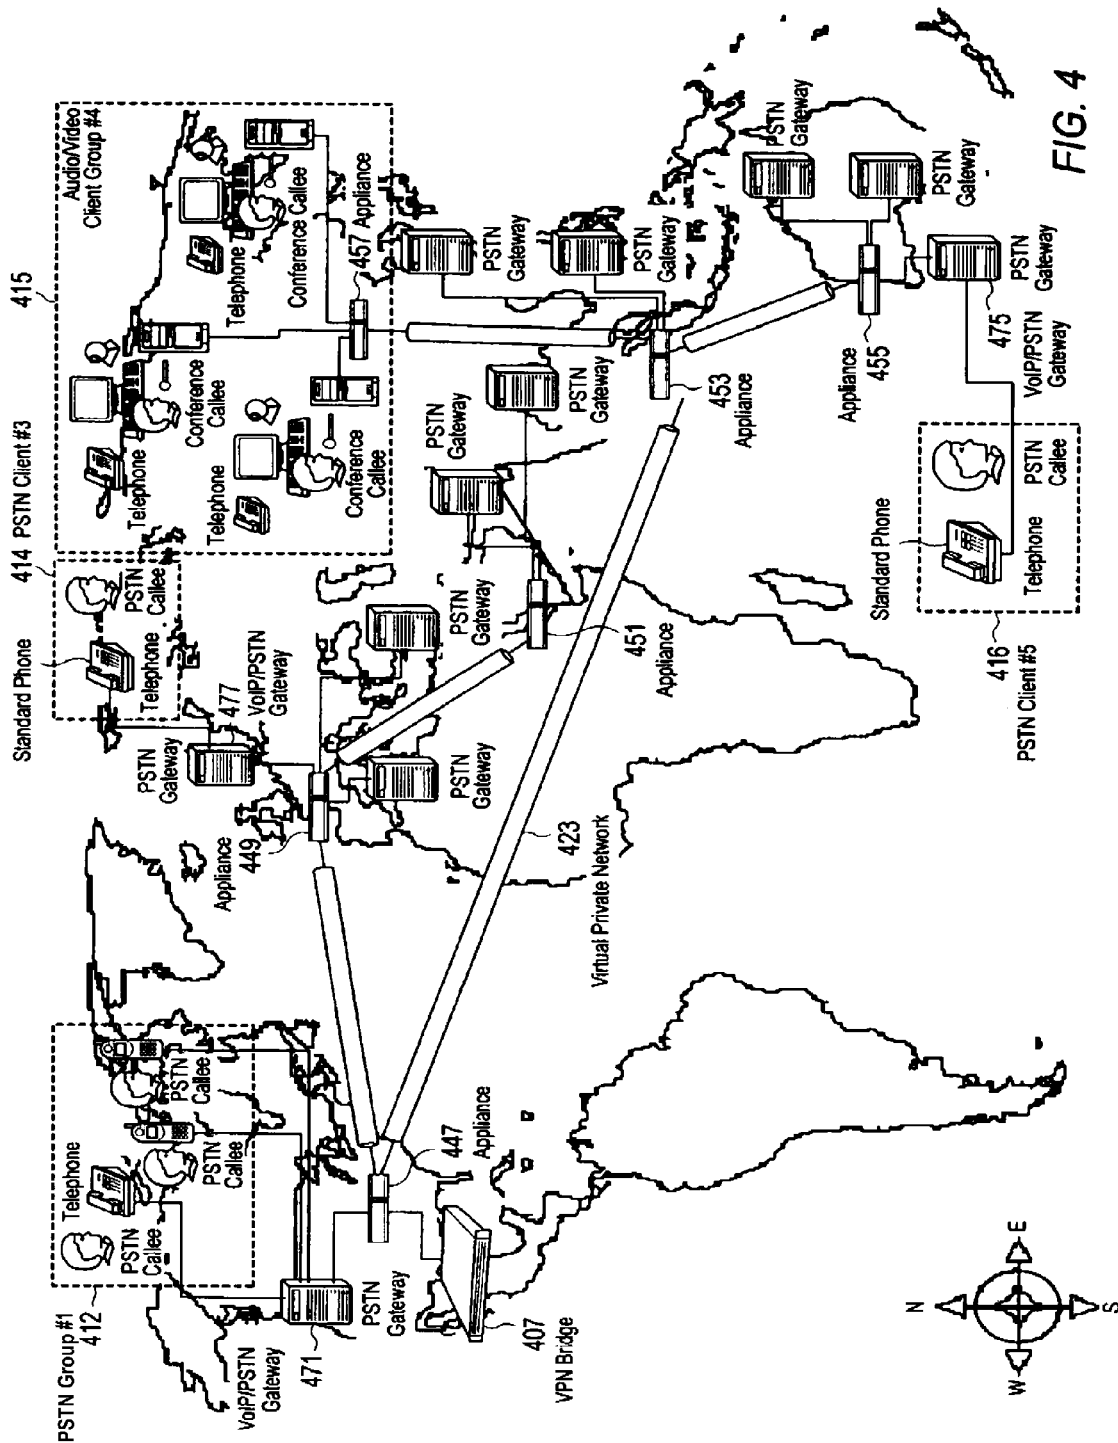 PSTN Group #1
412
VoIP/PSTN
Gateway
471
PSTN
Callee
Telephone
PSTN
Callee
PSTN
Callee
PSTN
Gateway
447
Appliance
407
VPN Bridge
Standard Phone
414
PSTN Client #3
Telephone
PSTN
Callee
PSTN
Gateway
477
VoIP/PSTN
Gateway
Appliance
449
PSTN
Gateway
PSTN
Gateway
451
Appliance
PSTN
Gateway
PSTN
Gateway
415
Audio/Video
Client Group #4
Telephone
Conference
Callee
Telephone
Conference Callee
Telephone
Conference
Callee
457
Appliance
PSTN
Gateway
PSTN
Gateway
453
Appliance
423
Virtual Private Network
PSTN
Gateway
PSTN
Gateway
Appliance
455
PSTN
Gateway
475
VoIP/PSTN
Gateway
Standard Phone
Telephone
PSTN
Callee
416
PSTN Client #5
N
W
E
S
FIG. 4